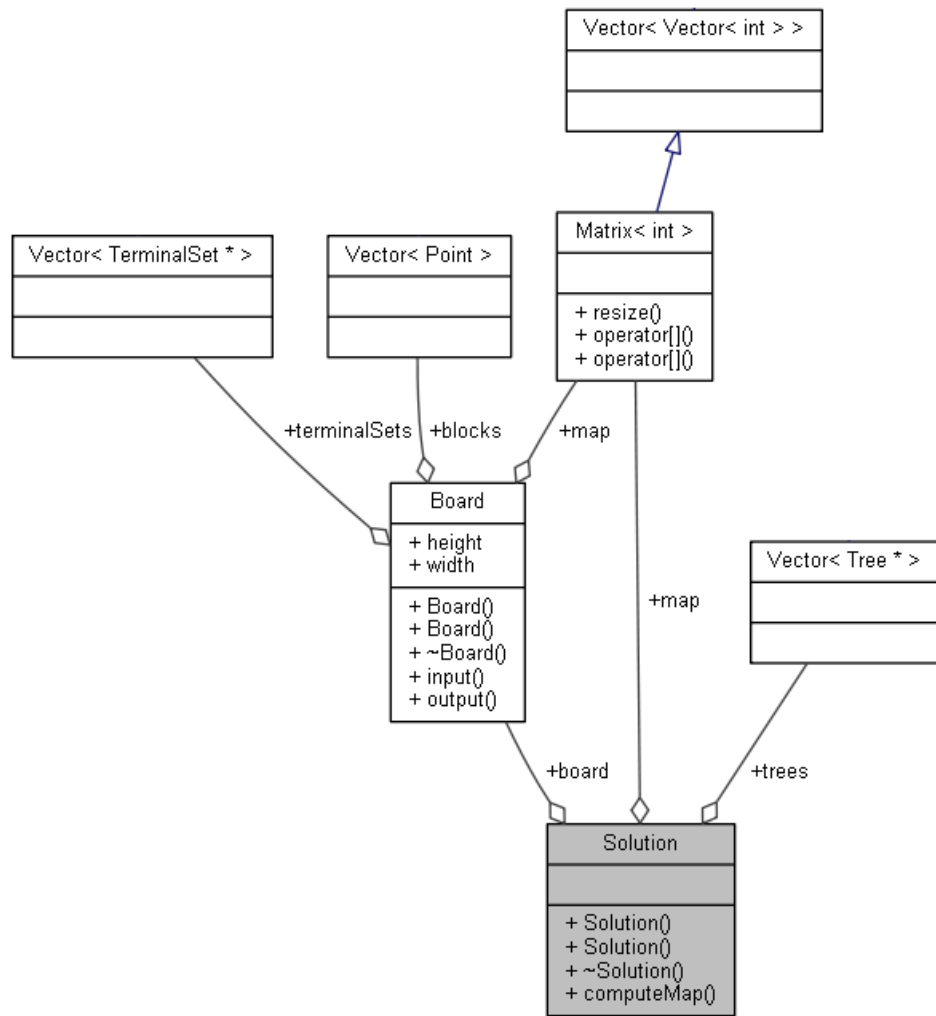 Vector< Vector< int > >
Matrix< int >
+ resize()
+ operator[]()
+ operator[]()
Vector< TerminalSet * >
Vector< Point >
+terminalSets
+blocks
+map
Board
+ height
+ width
+ Board()
+ Board()
+ ~Board()
+ input()
+ output()
Vector< Tree * >
+map
+board
+trees
Solution
+ Solution()
+ Solution()
+ ~Solution()
+ computeMap()